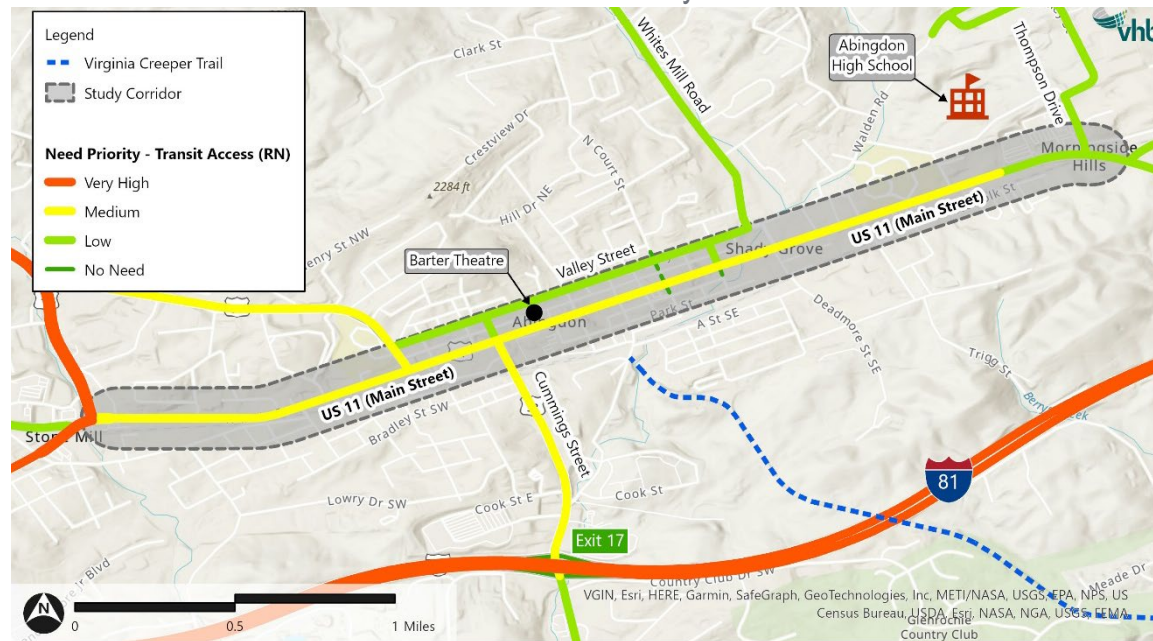 Legend
Virginia Creeper Trail
Study Corridor
Need Priority - Transit Access (RN)
Very High
Medium
Low
No Need
vhb
Clark St
Whites Mill Road
Abingdon
High School
Thompson Drive
Walden Rd
Crestview Dr
N Court St
2284 ft
Hill Dr NE
Morningside
Hills
US 11 (Main Street)
Valley Street
Shady Grove
Barter Theatre
Abingdon
Park St
A St SE
Deadmore St SE
Trigg St
US 11 (Main Street)
Bradley St SW
Cummings Street
Lowry Dr SW
Cook St E
Cook St
81
Exit 17
Country Club Dr SW
Meade Dr
VGIN, Esri, HERE, Garmin, SafeGraph, GeoTechnologies, Inc, METI/NASA, USGS, EPA, NPS, US
Census Bureau, USDA, Esri, NASA, NGA, USGS, FEMA
Glenrochie
Country Club
N
0 0.5 1 Miles